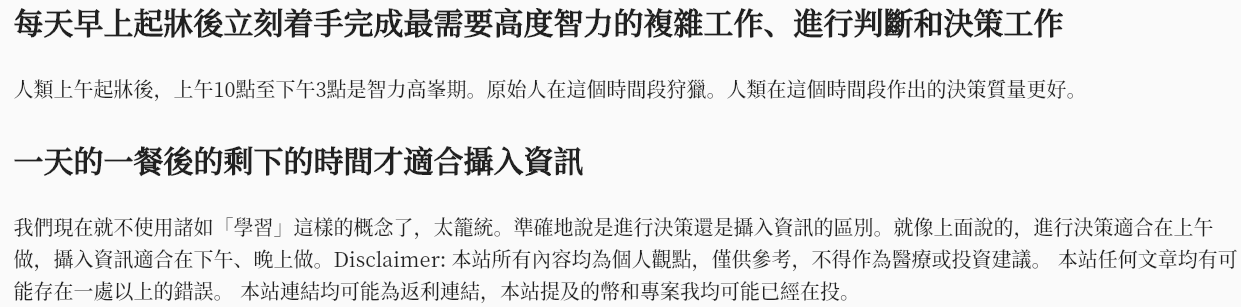 每天早上起牀後立刻着手完成最需要高度智力的複雜工作、進行判斷和決策工作
人類上午起牀後，上午10點至下午3點是智力高峯期。原始人在這個時間段狩獵。人類在這個時間段作出的決策質量更好。
一天的一餐後的剩下的時間才適合攝入資訊
我們現在就不使用諸如「學習」這樣的概念了，太籠統。準確地說是進行決策還是攝入資訊的區別。就像上面說的，進行決策適合在上午
做，攝入資訊適合在下午、晚上做。Disclaimer: 本站所有內容均為個人觀點，僅供參考，不得作為醫療或投資建議。 本站任何文章均有可
能存在一處以上的錯誤。 本站連結均可能為返利連結，本站提及的幣和專案我均可能已經在投。